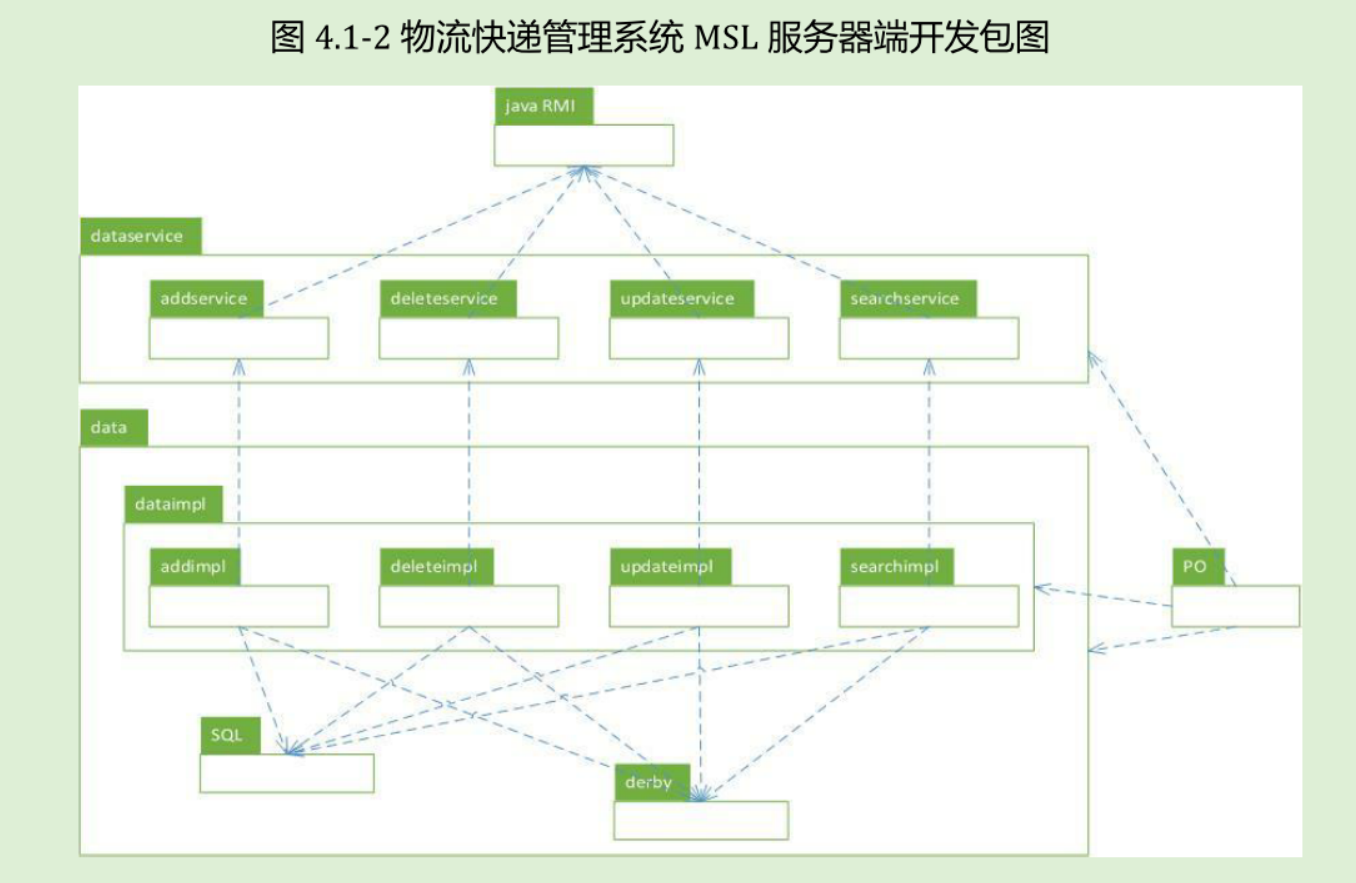 图 4.1-2 物流快递管理系统 MSL 服务器端开发包图
java RMI
dataservice
addservice
deleteservice
updateservice
searchservice
data
dataimpl
addimpl
deleteimpl
updateimpl
searchimpl
PO
SQL
derby